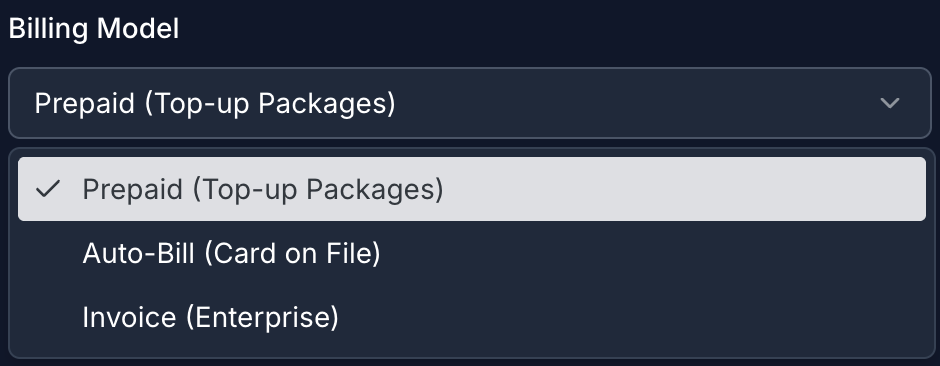 Billing Model
Prepaid (Top-up Packages)
Prepaid (Top-up Packages)
Auto-Bill (Card on File)
Invoice (Enterprise)